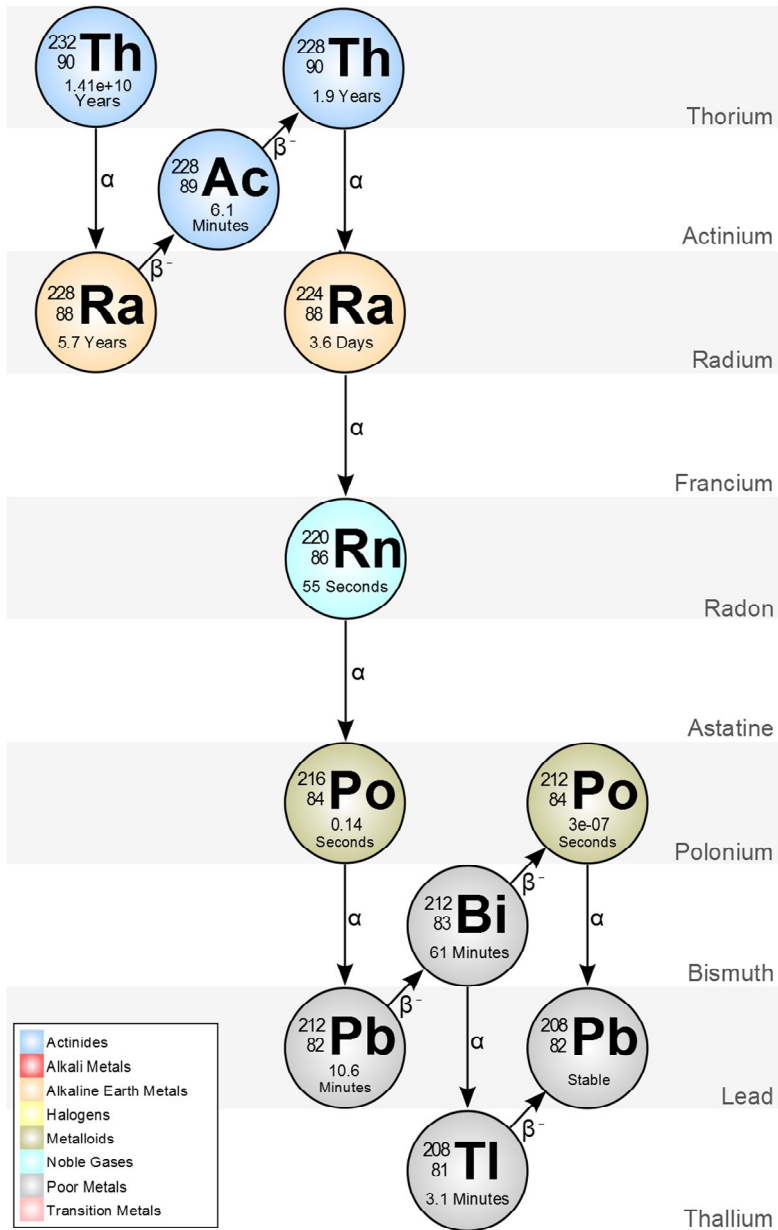 232
90 Th
1.41e+10
Years
228
90 Th
1.9 Years
Thorium
β⁻
α
228
89 Ac
6.1
Minutes
α
Actinium
β⁻
228
88 Ra
5.7 Years
224
88 Ra
3.6 Days
Radium
α
Francium
220
86 Rn
55 Seconds
Radon
α
Astatine
216
84 Po
0.14
Seconds
212
84 Po
3e-07
Seconds
Polonium
β⁻
α
212
83 Bi
61 Minutes
α
Bismuth
β⁻
212
82 Pb
10.6
Minutes
α
208
82 Pb
Stable
Lead
β⁻
208
81 Tl
3.1 Minutes
Thallium
Actinides
Alkali Metals
Alkaline Earth Metals
Halogens
Metalloids
Noble Gases
Poor Metals
Transition Metals